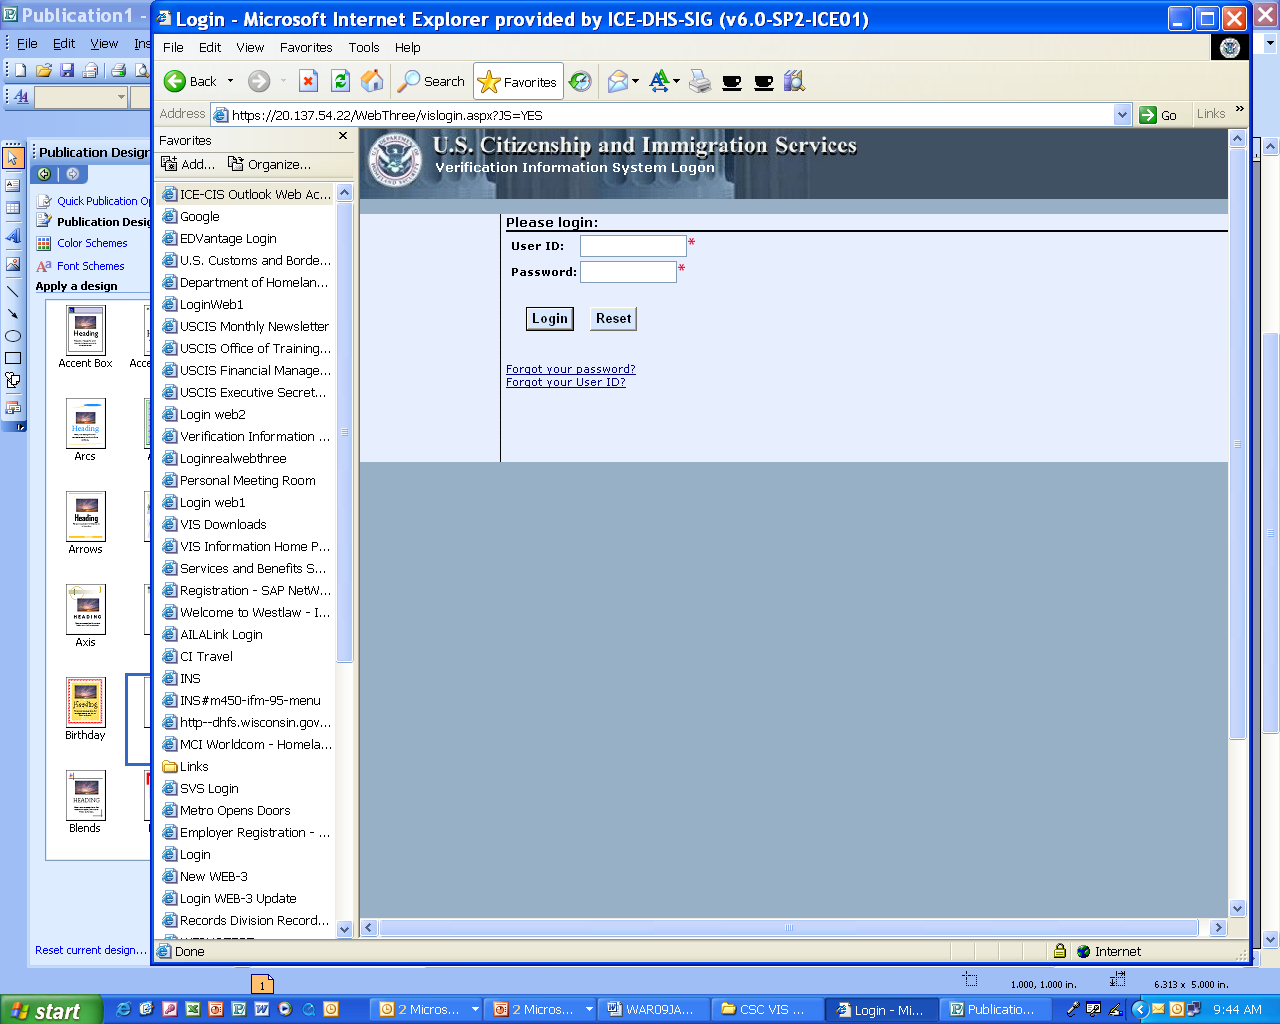 Publication1 -
File Edit View Ins
Publication Design
Quick Publication Op
Publication Desig
Color Schemes
Font Schemes
Apply a design
Heading
Accent Box
Acce
Heading
Arcs
Heading
Arrows
HEADING
Axis
Heading
Birthday
HEADING
Blends
Reset current design...
Login - Microsoft Internet Explorer provided by ICE-DHS-SIG (v6.0-SP2-ICE01)
File Edit View Favorites Tools Help
Back Search Favorites
Address https://20.137.54.22/WebThree/vislogin.aspx?JS=YES Go Links »
Favorites
Add... Organize...
ICE-CIS Outlook Web Ac...
Google
EDVantage Login
U.S. Customs and Borde...
Department of Homelan...
LoginWeb1
USCIS Monthly Newsletter
USCIS Office of Training...
USCIS Financial Manage...
USCIS Executive Secret...
Login web2
Verification Information ...
Loginrealwebthree
Personal Meeting Room
Login web1
VIS Downloads
VIS Information Home P...
Services and Benefits S...
Registration - SAP NetW...
Welcome to Westlaw - I...
AILALink Login
CI Travel
INS
INS#m450-ifm-95-menu
http--dhfs.wisconsin.gov...
MCI Worldcom - Homela...
Links
SVS Login
Metro Opens Doors
Employer Registration - ...
Login
New WEB-3
Login WEB-3 Update
Records Division Record...
U.S. Citizenship and Immigration Services
Verification Information System Logon
Please login:
User ID: *
Password: *
Login Reset
Forgot your password?
Forgot your User ID?
Done Internet
1 1.000, 1.000 in. 6.313 x 5.000 in.
start 2 Micros... 2 Micros... WAR09JA... CSC VIS ... Login - Mi... Publicatio... 9:44 AM